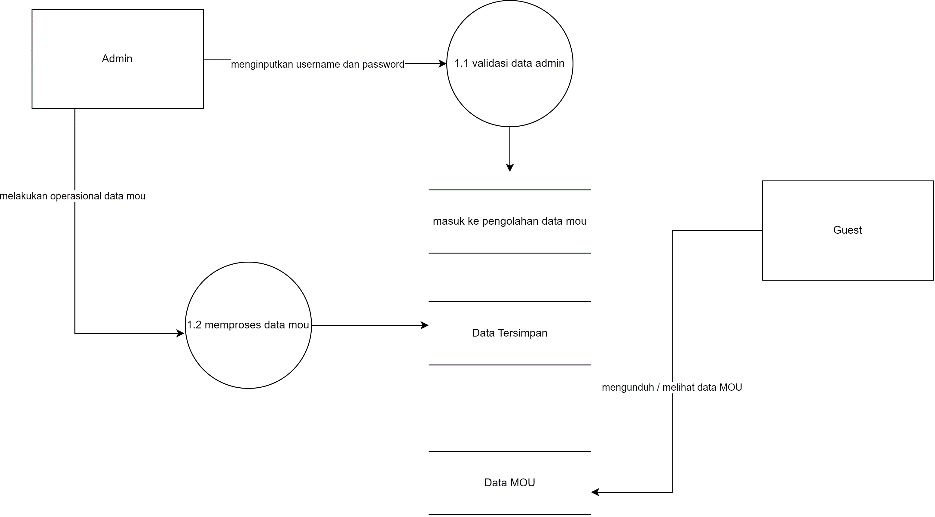 Admin
menginputkan username dan password
1.1 validasi data admin
melakukan operasional data mou
masuk ke pengolahan data mou
Guest
1.2 memproses data mou
Data Tersimpan
mengunduh / melihat data MOU
Data MOU